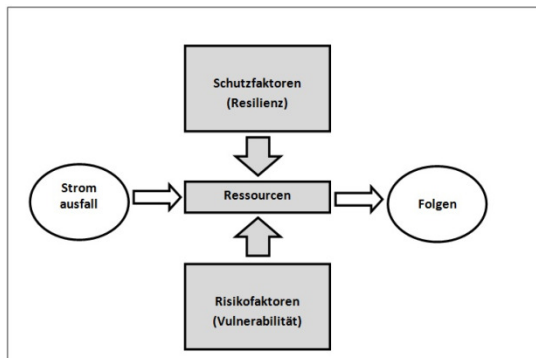 Schutzfaktoren
(Resilienz)
Strom
ausfall
Ressourcen
Folgen
Risikofaktoren
(Vulnerabilität)